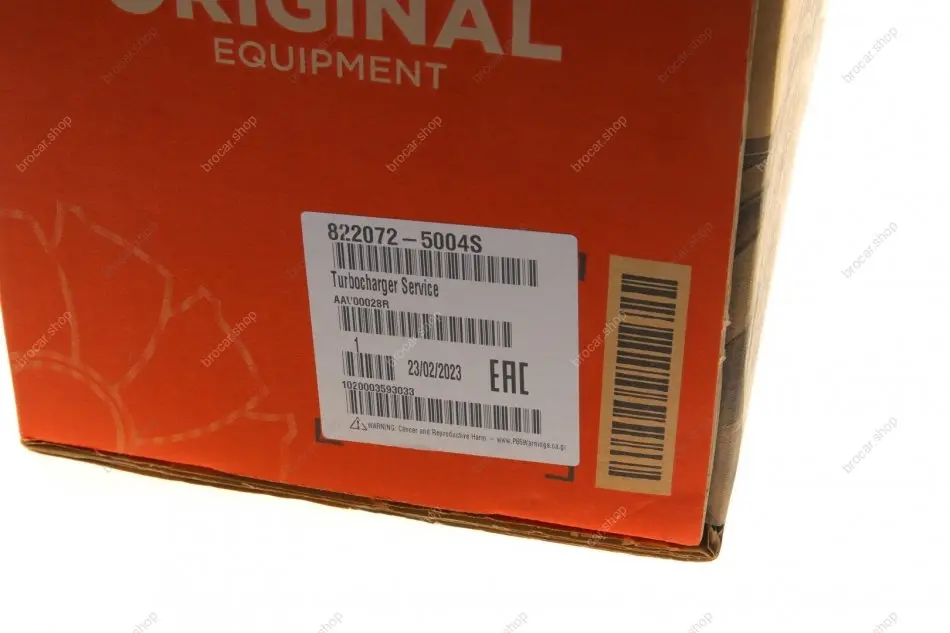 ORIGINAL
EQUIPMENT
822072-5004S
Turbocharger Service
1
23/02/2023
EAC
1020003593033
WARNING: Cancer and Reproductive Harm - www.P65Warnings.ca.gov
brocar.shop